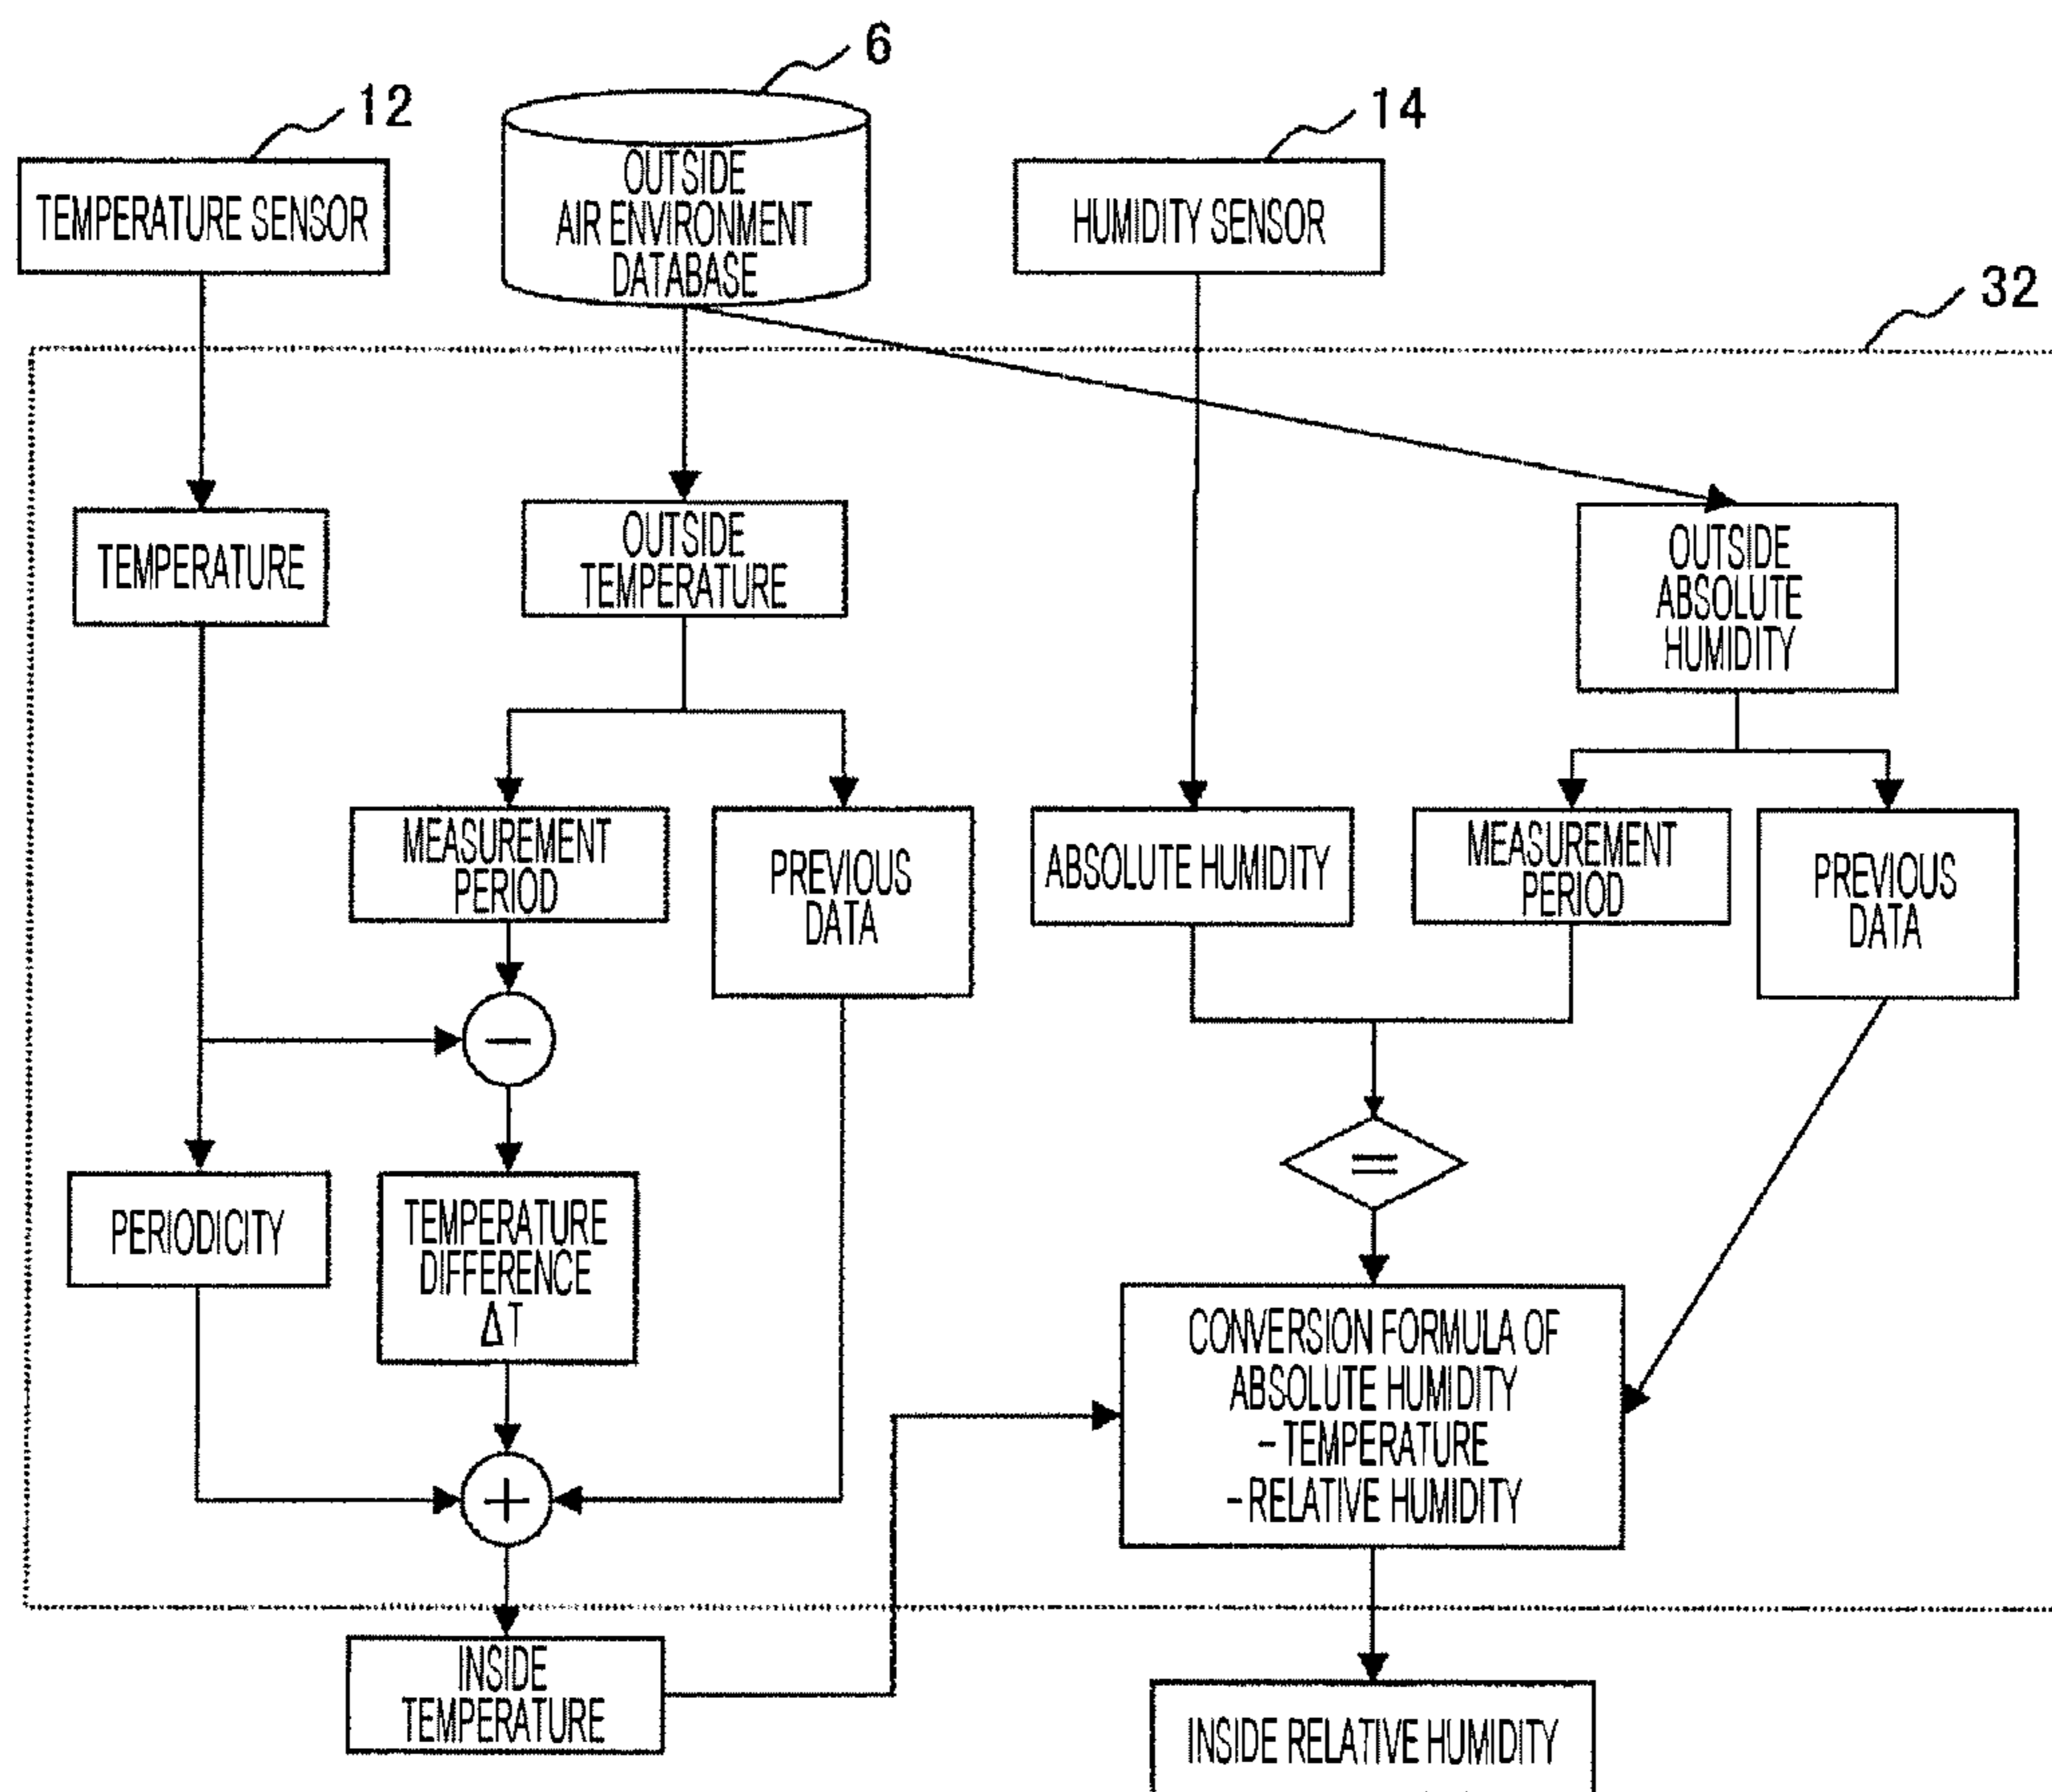 6
12
14
OUTSIDE
AIR ENVIRONMENT
DATABASE
TEMPERATURE SENSOR
HUMIDITY SENSOR
32
TEMPERATURE
OUTSIDE
TEMPERATURE
OUTSIDE
ABSOLUTE
HUMIDITY
MEASUREMENT
PERIOD
PREVIOUS
DATA
ABSOLUTE HUMIDITY
MEASUREMENT
PERIOD
PREVIOUS
DATA
−
=
PERIODICITY
TEMPERATURE
DIFFERENCE
ΔT
CONVERSION FORMULA OF
ABSOLUTE HUMIDITY
−TEMPERATURE
−RELATIVE HUMIDITY
+
INSIDE
TEMPERATURE
INSIDE RELATIVE HUMIDITY